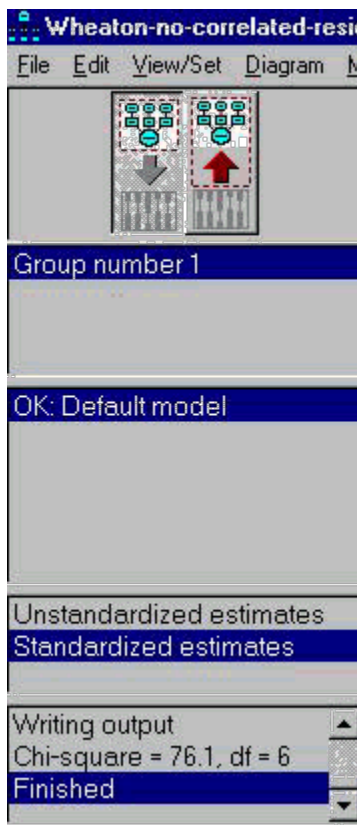 Wheaton-no-correlated-resi
File Edit View/Set Diagram
Group number 1
OK: Default model
Unstandardized estimates
Standardized estimates
Writing output
Chi-square = 76.1, df = 6
Finished